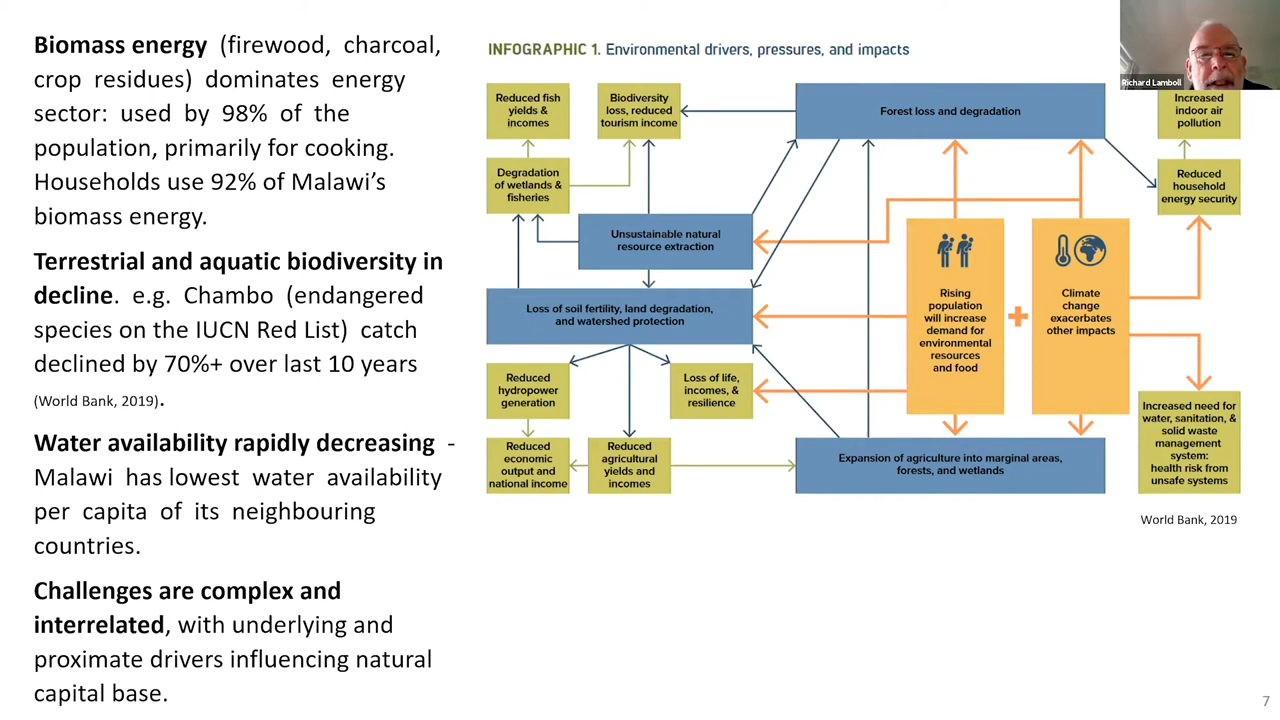 Biomass energy (firewood, charcoal,
crop residues) dominates energy
sector: used by 98% of the
population, primarily for cooking.
Households use 92% of Malawi's
biomass energy.
Terrestrial and aquatic biodiversity in
decline. e.g. Chambo (endangered
species on the IUCN Red List) catch
declined by 70%+ over last 10 years
(World Bank, 2019).
Water availability rapidly decreasing -
Malawi has lowest water availability
per capita of its neighbouring
countries.
Challenges are complex and
interrelated, with underlying and
proximate drivers influencing natural
capital base.
INFOGRAPHIC 1. Environmental drivers, pressures, and impacts
Reduced fish
yields &
incomes
Biodiversity
loss, reduced
tourism income
Forest loss and degradation
Richard Lamboll
Increased
indoor air
pollution
Degradation
of wetlands &
fisheries
Reduced
household
energy security
Unsustainable natural
resource extraction
Loss of soil fertility, land degradation,
and watershed protection
Rising
population
will increase
demand for
environmental
resources
and food
+
Climate
change
exacerbates
other impacts
Reduced
hydropower
generation
Loss of life,
incomes, &
resilience
Reduced
economic
output and
national income
Reduced
agricultural
yields and
incomes
Expansion of agriculture into marginal areas,
forests, and wetlands
Increased need for
water, sanitation, &
solid waste
management
system:
health risk from
unsafe systems
World Bank, 2019
7